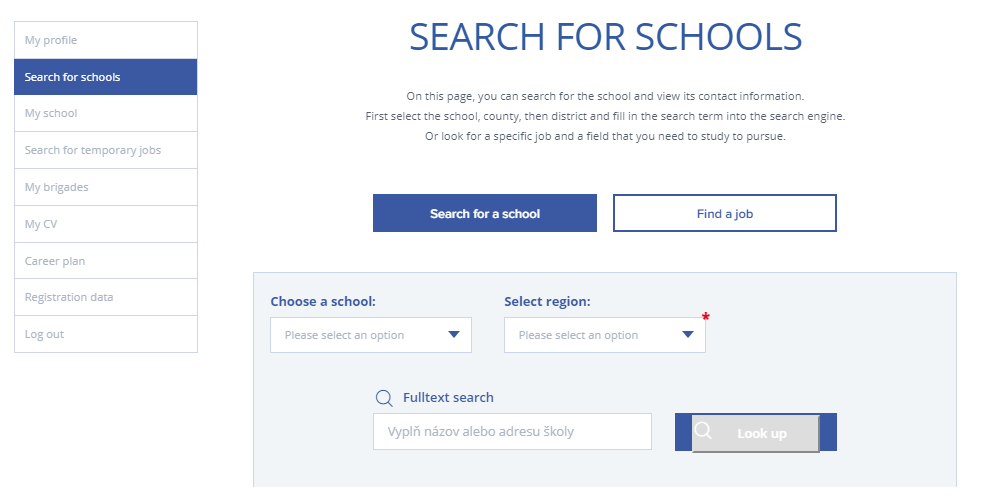 My profile
Search for schools
My school
Search for temporary jobs
My brigades
My CV
Career plan
Registration data
Log out
SEARCH FOR SCHOOLS
On this page, you can search for the school and view its contact information.
First select the school, county, then district and fill in the search term into the search engine.
Or look for a specific job and a field that you need to study to pursue.
Search for a school
Find a job
Choose a school:
Select region:
Please select an option
Please select an option
*
Fulltext search
Vyplň názov alebo adresu školy
Look up